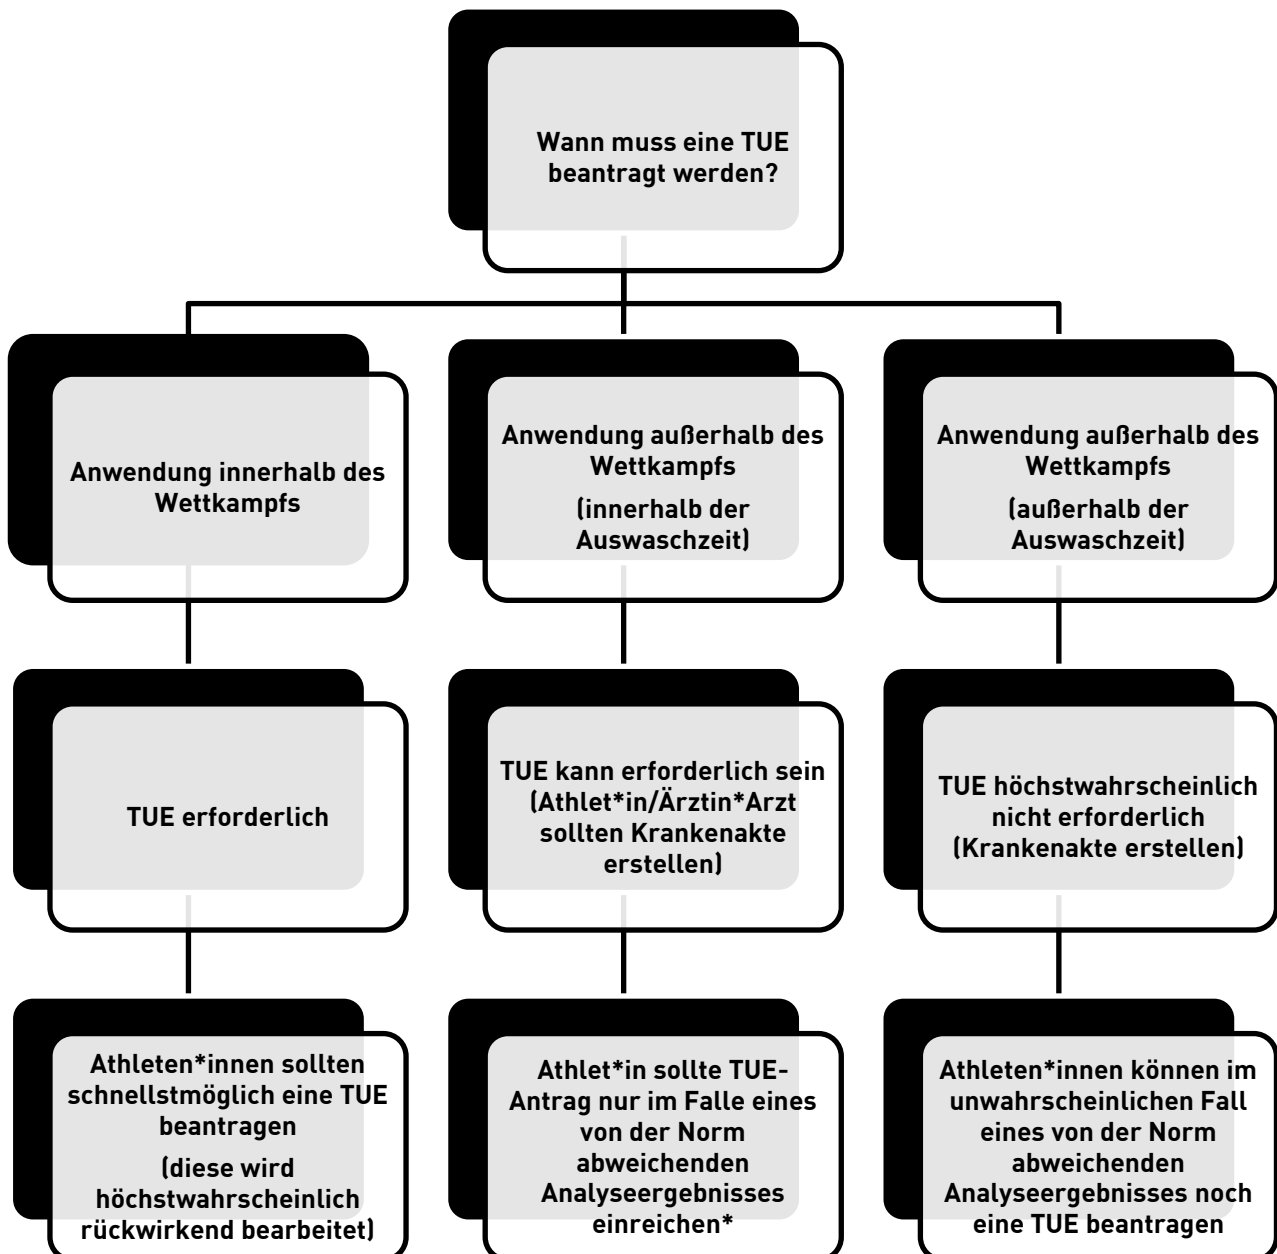 Wann muss eine TUE
beantragt werden?
Anwendung innerhalb des
Wettkampfs
Anwendung außerhalb des
Wettkampfs
(innerhalb der
Auswaschzeit)
Anwendung außerhalb des
Wettkampfs
(außerhalb der
Auswaschzeit)
TUE erforderlich
TUE kann erforderlich sein
(Athlet*in/Ärztin*Arzt
sollten Krankenakte
erstellen)
TUE höchstwahrscheinlich
nicht erforderlich
(Krankenakte erstellen)
Athleten*innen sollten
schnellstmöglich eine TUE
beantragen
(diese wird
höchstwahrscheinlich
rückwirkend bearbeitet)
Athlet*in sollte TUE-
Antrag nur im Falle eines
von der Norm
abweichenden
Analyseergebnisses
einreichen*
Athleten*innen können im
unwahrscheinlichen Fall
eines von der Norm
abweichenden
Analyseergebnisses noch
eine TUE beantragen